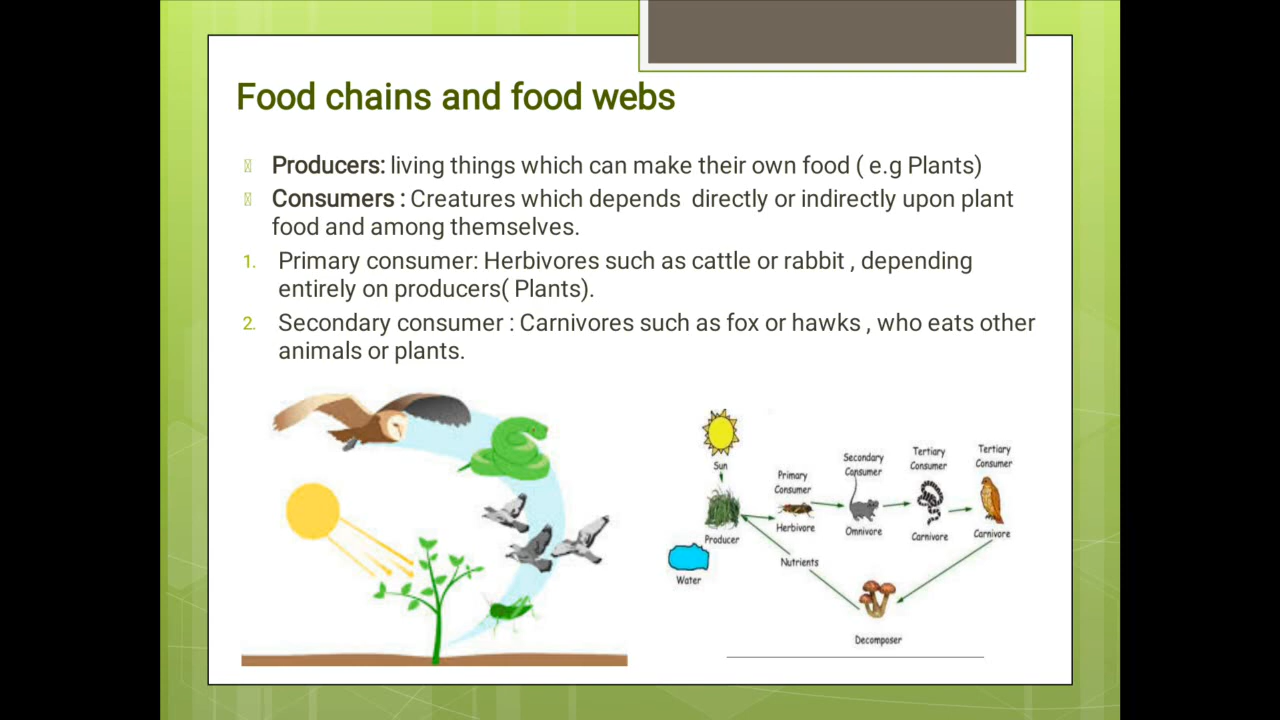 Food chains and food webs
Producers: living things which can make their own food ( e.g Plants)
Consumers : Creatures which depends  directly or indirectly upon plant
food and among themselves.
1. Primary consumer: Herbivores such as cattle or rabbit , depending
entirely on producers( Plants).
2. Secondary consumer : Carnivores such as fox or hawks , who eats other
animals or plants.
Sun
Producer
Water
Primary
Consumer
Herbivore
Secondary
Consumer
Omnivore
Tertiary
Consumer
Carnivore
Tertiary
Consumer
Carnivore
Nutrients
Decomposer